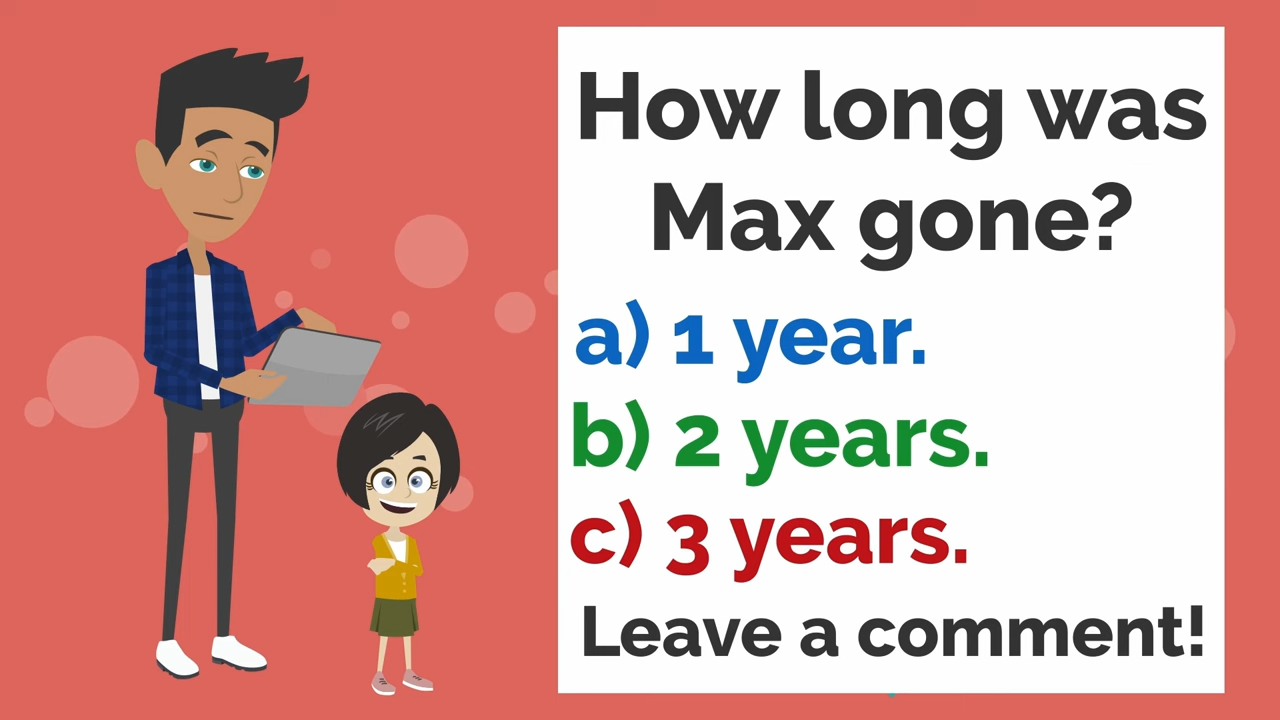 How long was
Max gone?
a) 1 year.
b) 2 years.
c) 3 years.
Leave a comment!